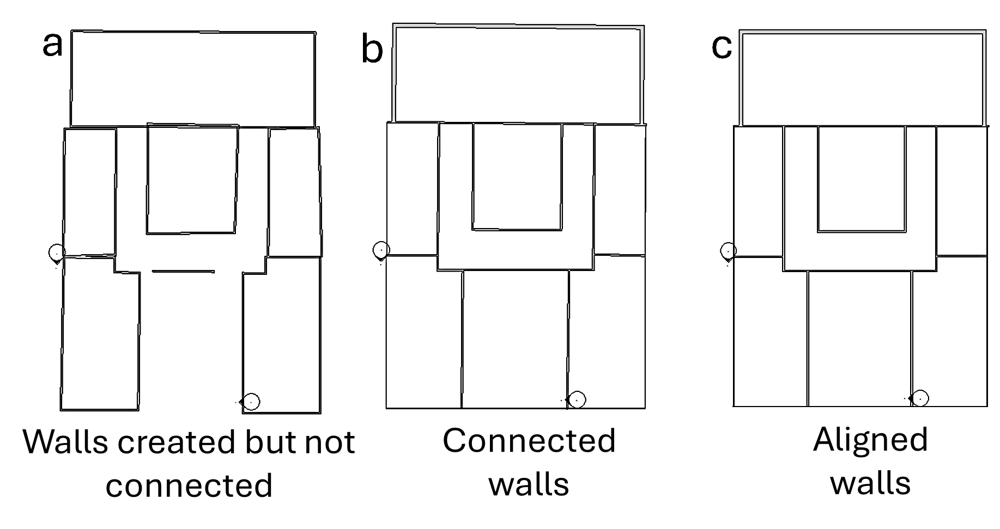 a
b
c
Walls created but not
connected
Connected
walls
Aligned
walls